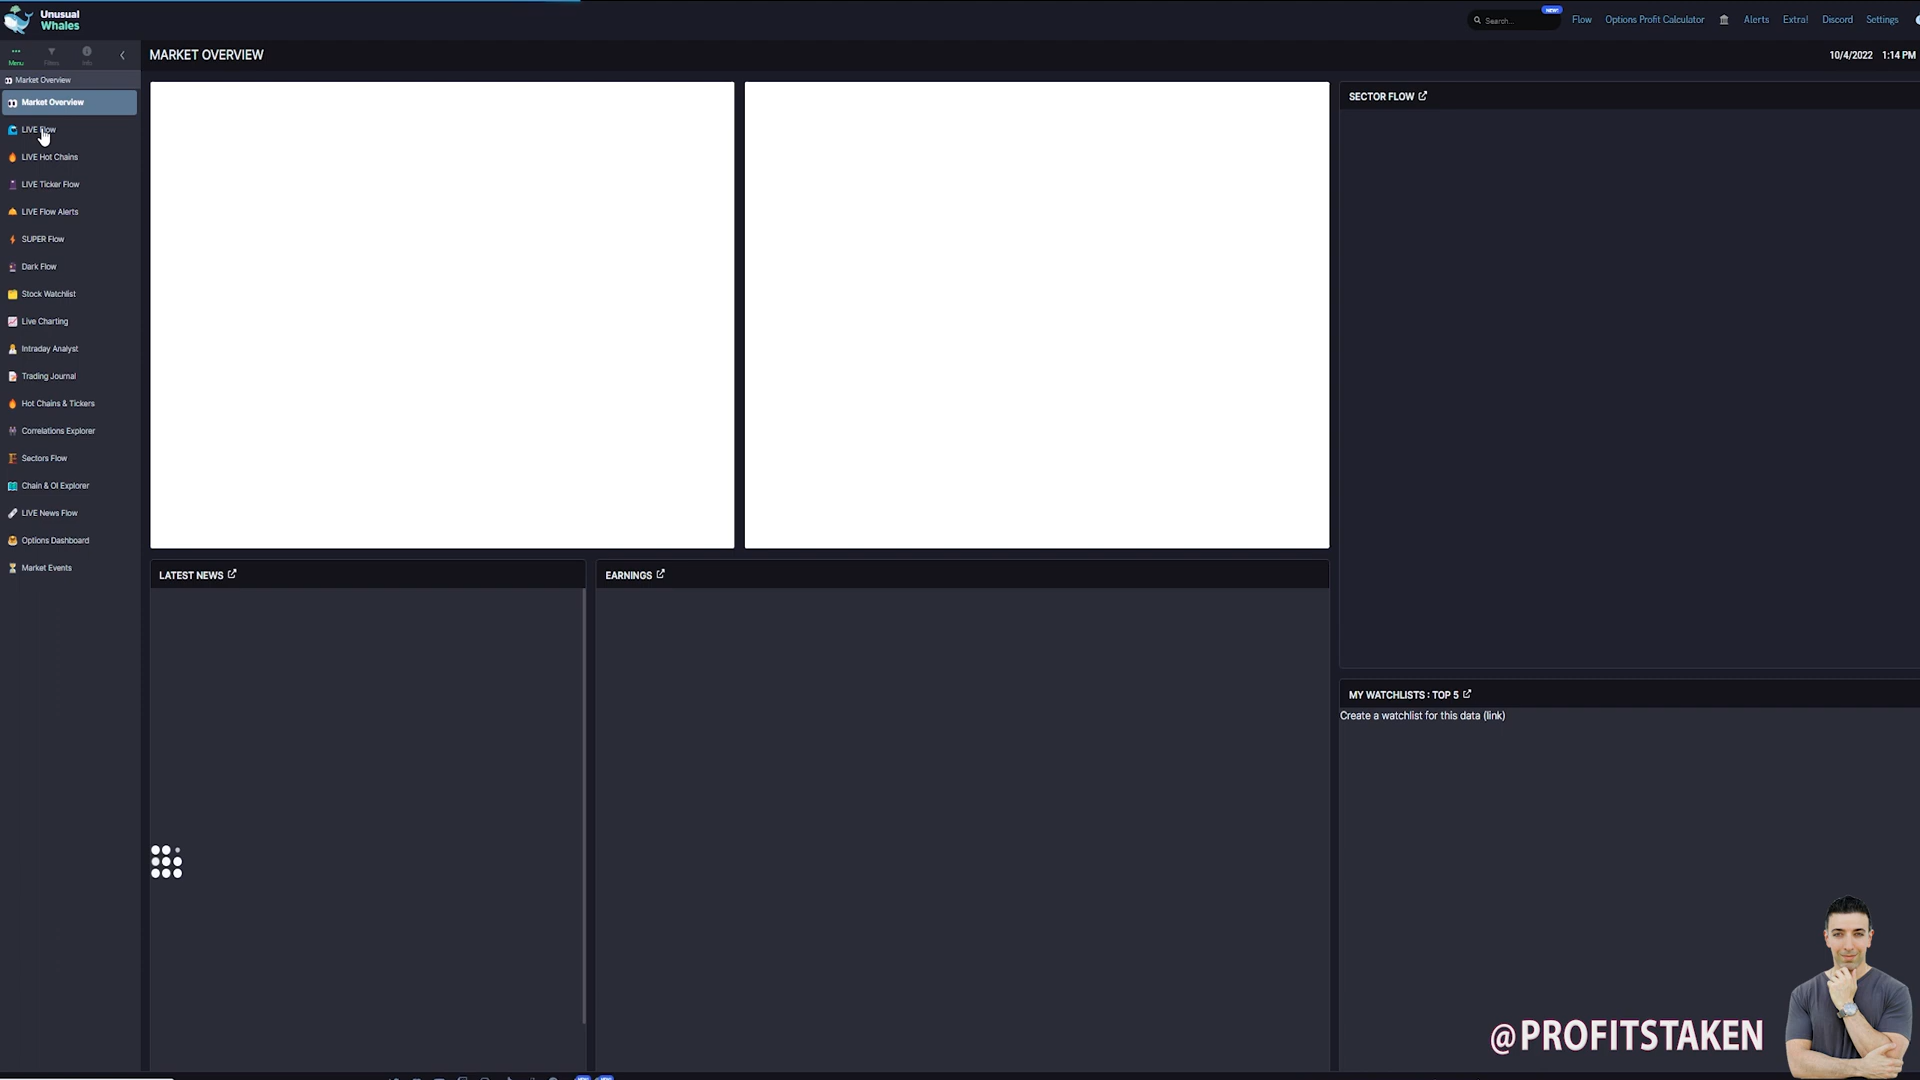 Unusual
Whales
Search...
NEW!
Flow
Options Profit Calculator
Alerts
Extra!
Discord
Settings
Menu
Filters
Info
MARKET OVERVIEW
10/4/2022 1:14 PM
Market Overview
Market Overview
LIVE Flow
LIVE Hot Chains
LIVE Ticker Flow
LIVE Flow Alerts
SUPER Flow
Dark Flow
Stock Watchlist
Live Charting
Intraday Analyst
Trading Journal
Hot Chains & Tickers
Correlations Explorer
Sectors Flow
Chain & OI Explorer
LIVE News Flow
Options Dashboard
Market Events
SECTOR FLOW
LATEST NEWS
EARNINGS
MY WATCHLISTS : TOP 5
Create a watchlist for this data (link)
@PROFITSTAKEN